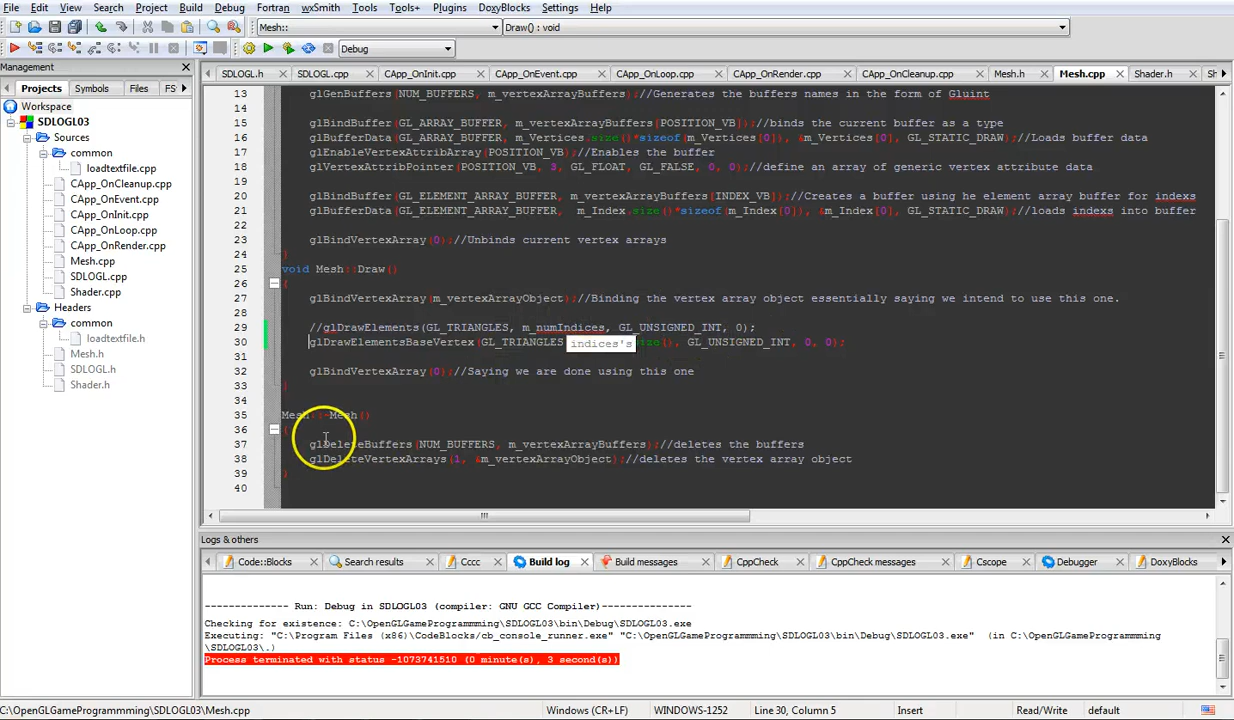 File Edit View Search Project Build Debug Fortran wxSmith Tools Tools+ Plugins DoxyBlocks Settings Help
Mesh:: Draw() : void
Debug
Management
Projects Symbols Files FS
SDLOGL.h SDLOGL.cpp CApp_OnInit.cpp CApp_OnEvent.cpp CApp_OnLoop.cpp CApp_OnRender.cpp CApp_OnCleanup.cpp Mesh.h Mesh.cpp Shader.h Sh
Workspace
SDLOGL03
Sources
common
loadtextfile.cpp
CApp_OnCleanup.cpp
CApp_OnEvent.cpp
CApp_OnInit.cpp
CApp_OnLoop.cpp
CApp_OnRender.cpp
Mesh.cpp
SDLOGL.cpp
Shader.cpp
Headers
common
loadtextfile.h
Mesh.h
SDLOGL.h
Shader.h
13 glGenBuffers(NUM_BUFFERS, m_vertexArrayBuffers);//Generates the buffers names in the form of Gluint
14
15 glBindBuffer(GL_ARRAY_BUFFER, m_vertexArrayBuffers[POSITION_VB]);//binds the current buffer as a type
16 glBufferData(GL_ARRAY_BUFFER, m_Vertices.size()*sizeof(m_Vertices[0]), &m_Vertices[0], GL_STATIC_DRAW);//Loads buffer data
17 glEnableVertexAttribArray(POSITION_VB);//Enables the buffer
18 glVertexAttribPointer(POSITION_VB, 3, GL_FLOAT, GL_FALSE, 0, 0);//define an array of generic vertex attribute data
19
20 glBindBuffer(GL_ELEMENT_ARRAY_BUFFER, m_vertexArrayBuffers[INDEX_VB]);//Creates a buffer using he element array buffer for indexs
21 glBufferData(GL_ELEMENT_ARRAY_BUFFER, m_Index.size()*sizeof(m_Index[0]), &m_Index[0], GL_STATIC_DRAW);//loads indexs into buffer
22
23 glBindVertexArray(0);//Unbinds current vertex arrays
24 }
25 void Mesh::Draw()
26 {
27 glBindVertexArray(m_vertexArrayObject);//Binding the vertex array object essentially saying we intend to use this one.
28
29 //glDrawElements(GL_TRIANGLES, m_numIndices, GL_UNSIGNED_INT, 0);
30 glDrawElementsBaseVertex(GL_TRIANGLES indices's size(), GL_UNSIGNED_INT, 0, 0);
31
32 glBindVertexArray(0);//Saying we are done using this one
33 }
34
35 Mesh::~Mesh()
36 {
37 glDeleteBuffers(NUM_BUFFERS, m_vertexArrayBuffers);//deletes the buffers
38 glDeleteVertexArrays(1, &m_vertexArrayObject);//deletes the vertex array object
39 }
40
Logs & others
Code::Blocks Search results Cccc Build log Build messages CppCheck CppCheck messages Cscope Debugger DoxyBlocks
-------------- Run: Debug in SDLOGL03 (compiler: GNU GCC Compiler)---------------
Checking for existence: C:\OpenGLGameProgrammming\SDLOGL03\bin\Debug\SDLOGL03.exe
Executing: "C:\Program Files (x86)\CodeBlocks/cb_console_runner.exe" "C:\OpenGLGameProgrammming\SDLOGL03\bin\Debug\SDLOGL03.exe" (in C:\OpenGLGameProgrammming
\SDLOGL03\.)
Process terminated with status -1073741510 (0 minute(s), 3 second(s))
C:\OpenGLGameProgrammming\SDLOGL03\Mesh.cpp Windows (CR+LF) WINDOWS-1252 Line 30, Column 5 Insert Read/Write default